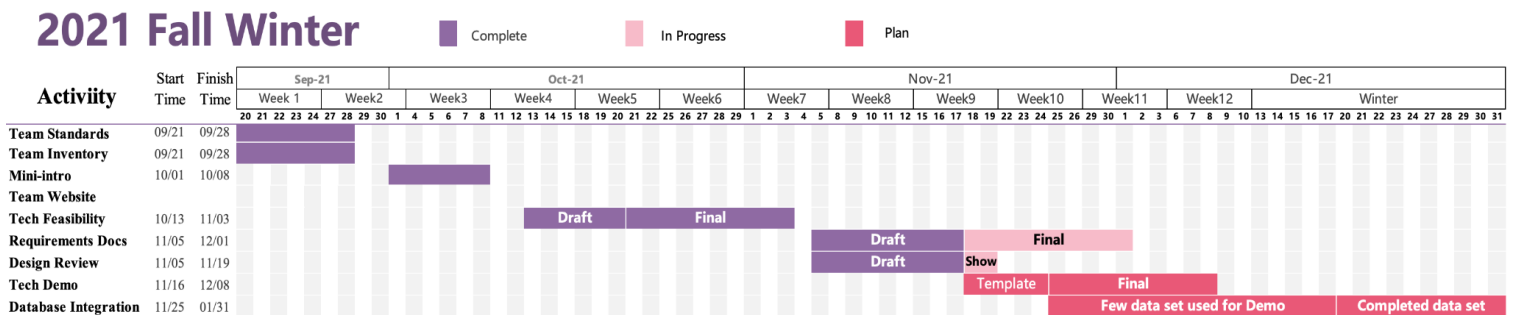 2021 Fall Winter
Complete
In Progress
Plan
Activiity Start Time Finish Time
Sep-21 Oct-21 Nov-21 Dec-21
Week 1 Week2 Week3 Week4 Week5 Week6 Week7 Week8 Week9 Week10 Week11 Week12 Winter
20 21 22 23 24 27 28 29 30 1 4 5 6 7 8 11 12 13 14 15 18 19 20 21 22 25 26 27 28 29 1 2 3 4 5 8 9 10 11 12 15 16 17 18 19 22 23 24 25 26 29 30 1 2 3 6 7 8 9 10 13 14 15 16 17 20 21 22 23 24 27 28 29 30 31
Team Standards 09/21 09/28
Team Inventory 09/21 09/28
Mini-intro 10/01 10/08
Team Website
Tech Feasibility 10/13 11/03 Draft Final
Requirements Docs 11/05 12/01 Draft Final
Design Review 11/05 11/19 Draft Show
Tech Demo 11/16 12/08 Template Final
Database Integration 11/25 01/31 Few data set used for Demo Completed data set